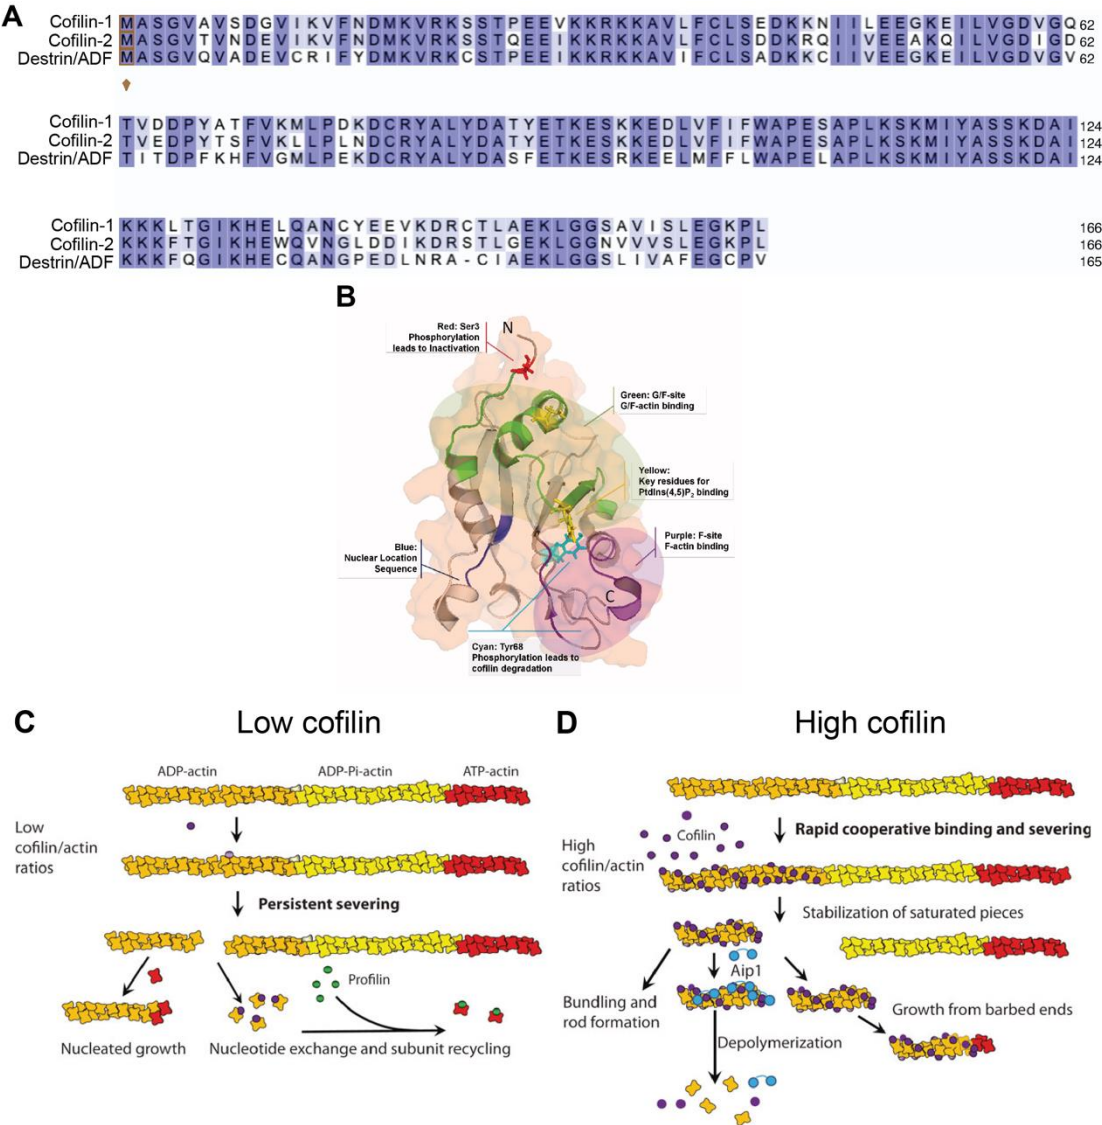 A
Cofilin-1 MASGVAVSDGVIKVFNDMKVRKSSTPEEVKKRKKAVLFCLSEDKKNIILEEGKEILVGDVGQ 62
Cofilin-2 MASGVTVNDEVIKVFNDMKVRKSSTQEEIKKRKKAVLFCLSDDKRQIIVEEAKQILVGDIGD 62
Destrin/ADF MASGVQVADEVCRIFYDMKVRKCSTPEEIKKRKKAVIFCLSADKKCIIVEEGKEILVGDVGV 62
Cofilin-1 TVDDPYATFVKMLPDKDCRYALYDATYETKESKKEDLVFIFWAPESAPLKSKMIYASSKDAI 124
Cofilin-2 TVEDPYTSFVKLLPLNDCRYALYDATYETKESKKEDLVFIFWAPESAPLKSKMIYASSKDAI 124
Destrin/ADF TITDPFKHFVGMLPEKDCRYALYDASFETKESRKEELMFFLWAPELAPLKSKMIYASSKDAI 124
Cofilin-1 KKKLTGIKHELQANCYEEVKDRCTLAEKLGGSAVISLEGKPL 166
Cofilin-2 KKKFTGIKHEWQVNGLDDIKDRSTLGEKLGGNVVVSLEGKPL 166
Destrin/ADF KKKFQGIKHECQANGPEDLNRA-CIAEKLGGSLIVAFEGCPV 165
B
N
Red: Ser3
Phosphorylation
leads to Inactivation
Green: G/F-site
G/F-actin binding
Yellow:
Key residues for
PtdIns(4,5)P₂ binding
Purple: F-site
F-actin binding
Blue:
Nuclear Location
Sequence
C
Cyan: Tyr68
Phosphorylation leads to
cofilin degradation
C
Low cofilin
ADP-actin
ADP-Pi-actin
ATP-actin
Low
cofilin/actin
ratios
Persistent severing
Profilin
Nucleated growth
Nucleotide exchange and subunit recycling
D
High cofilin
Cofilin
Rapid cooperative binding and severing
High
cofilin/actin
ratios
Stabilization of saturated pieces
Aip1
Bundling and
rod formation
Growth from barbed ends
Depolymerization